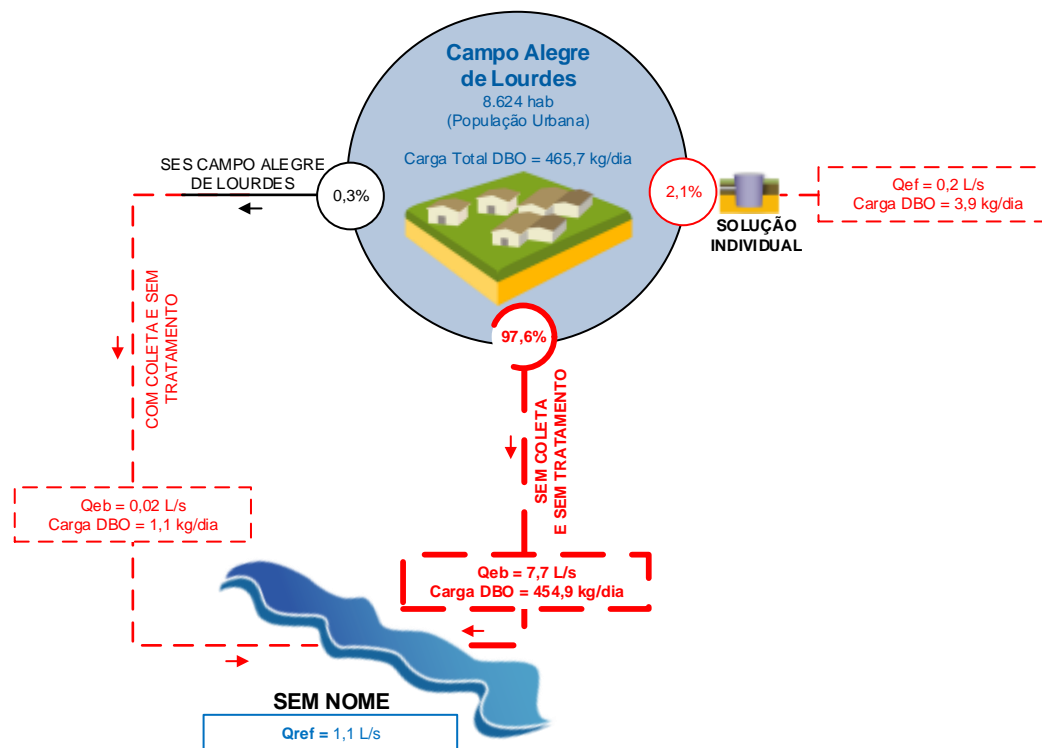 Campo Alegre
de Lourdes
8.624 hab
(População Urbana)
Carga Total DBO = 465,7 kg/dia
SES CAMPO ALEGRE
DE LOURDES
0,3%
2,1%
SOLUÇÃO
INDIVIDUAL
Qef = 0,2 L/s
Carga DBO = 3,9 kg/dia
97,6%
COM COLETA E SEM
TRATAMENTO
SEM COLETA
E SEM TRATAMENTO
Qeb = 0,02 L/s
Carga DBO = 1,1 kg/dia
Qeb = 7,7 L/s
Carga DBO = 454,9 kg/dia
SEM NOME
Qref = 1,1 L/s